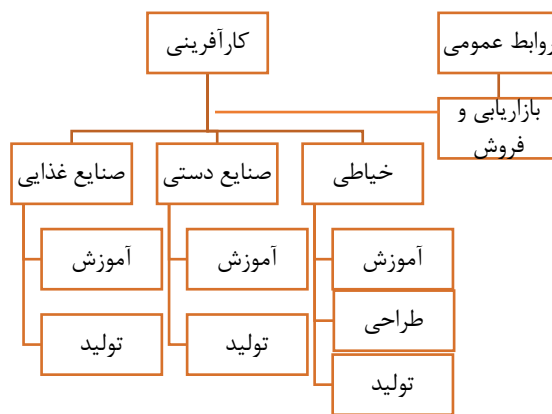 روابط عمومی
کارآفرینی
بازاریابی و
فروش
خیاطی
صنایع دستی
صنایع غذایی
آموزش
آموزش
آموزش
طراحی
تولید
تولید
تولید